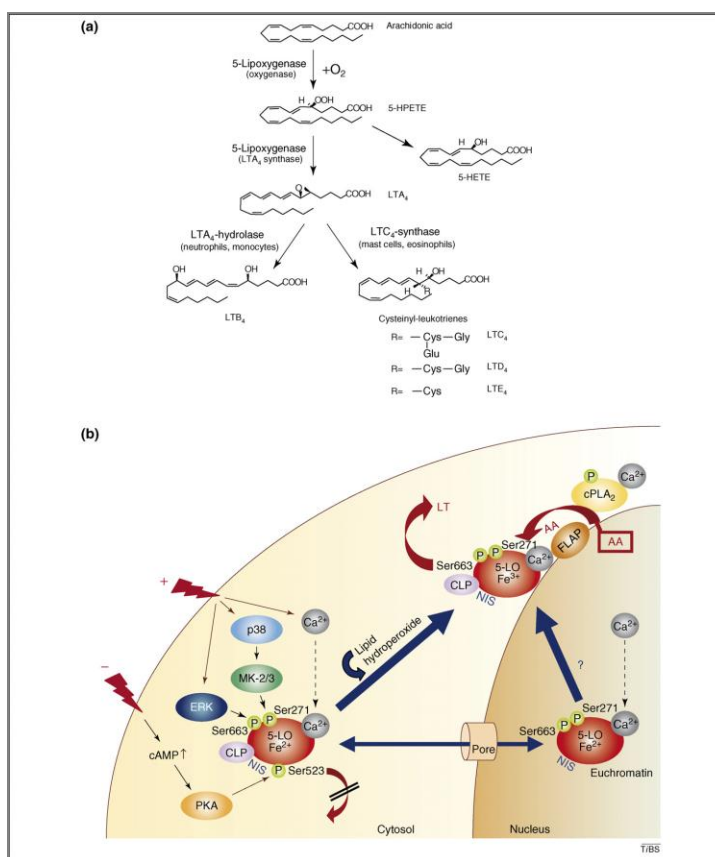 (a)
COOH
Arachidonic acid
5-Lipoxygenase
(oxygenase)
+O2
H OOH
COOH
5-HPETE
5-Lipoxygenase
(LTA4 synthase)
H OH
COOH
5-HETE
O
COOH
LTA4
LTA4-hydrolase
(neutrophils, monocytes)
LTC4-synthase
(mast cells, eosinophils)
OH
OH
COOH
LTB4
H OH
COOH
H R
Cysteinyl-leukotrienes
R= —Cys—Gly LTC4
Glu
R= —Cys—Gly LTD4
R= —Cys LTE4
(b)
P
Ca2+
cPLA2
LT
AA
AA
FLAP
Ser271
P P
Ser663
5-LO
Fe3+
Ca2+
CLP
NIS
+
p38
Ca2+
Lipid
hydroperoxide
MK-2/3
?
Ca2+
–
ERK
Ser271
P P
Ser663
5-LO
Fe2+
Ca2+
CLP
NIS
P
Ser523
Pore
Ser271
P P
Ser663
5-LO
Fe2+
Ca2+
NIS
Euchromatin
cAMP↑
PKA
Cytosol
Nucleus
TiBS